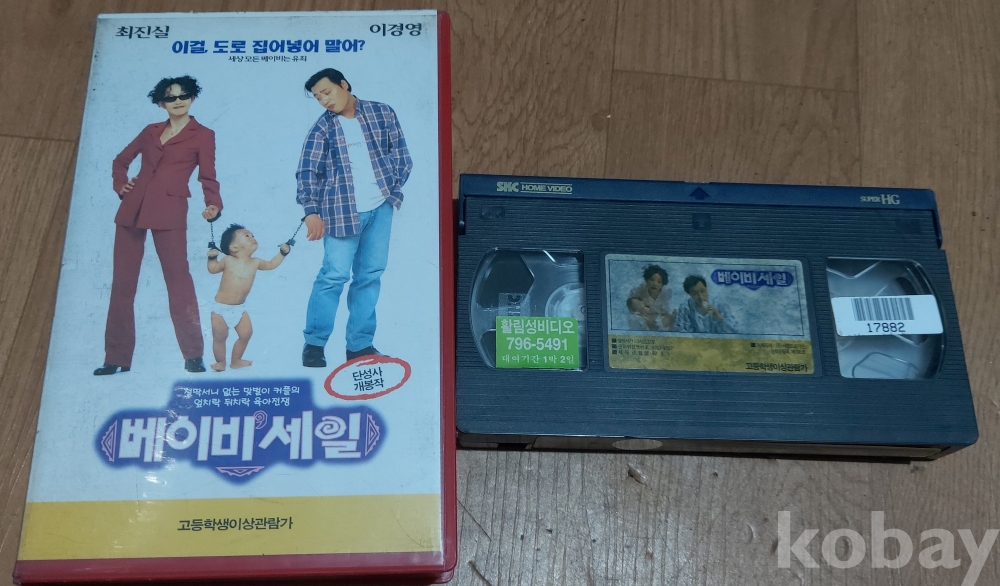 최진실
이경영
이걸, 도로 집어넣어 말어?
세상 모든 베이비는 유죄
단성사
개봉작
철딱서니 없는 맞벌이 커플의
엎치락 뒤치락 육아전쟁
베이비세일
고등학생이상관람가
SKC HOME VIDEO
SUPER HG
활림성비디오
796-5491
대여기간 1박 2일
베이비세일
고등학생이상관람가
17882
kobay